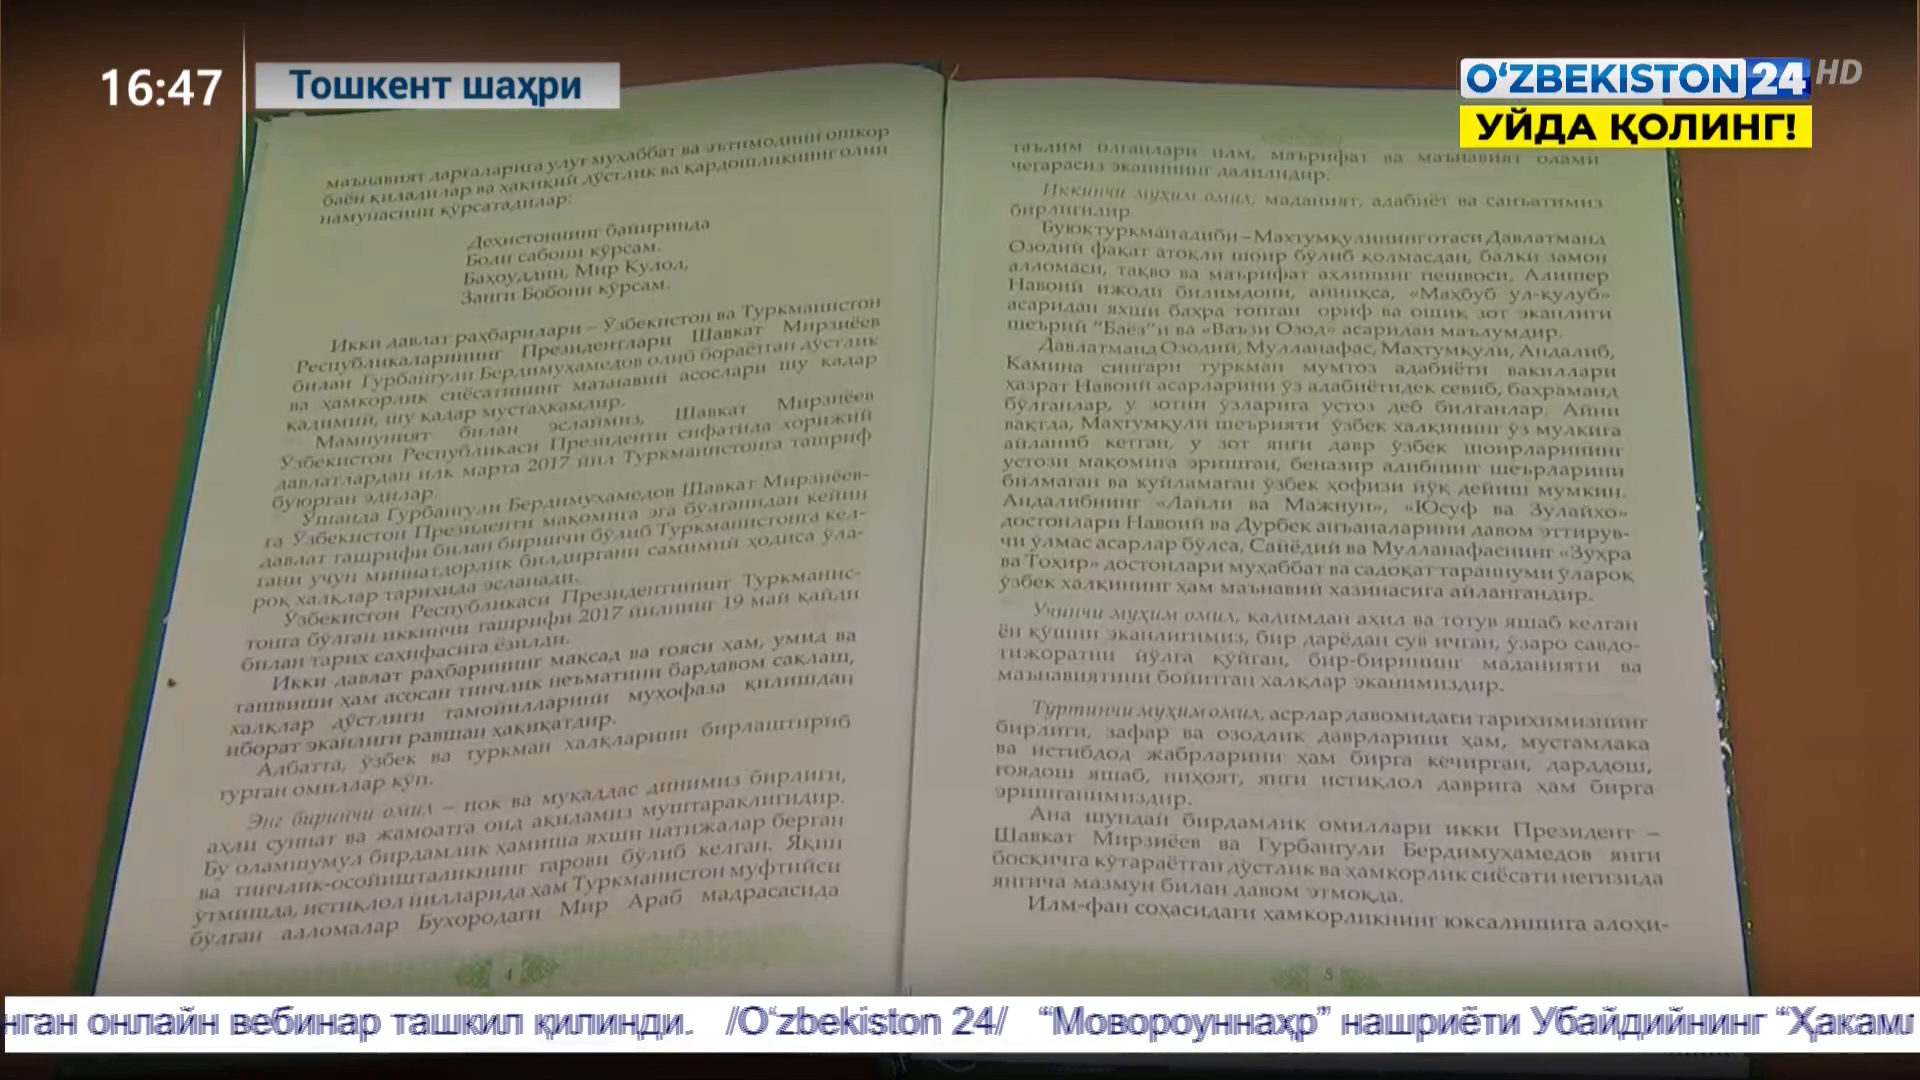 16:47
Тошкент шаҳри
O‘ZBEKISTON 24 HD
УЙДА ҚОЛИНГ!
маънавият дарғаларига улуғ муҳаббат ва эътимодини ошкор
баён қиладилар ва ҳақиқий дўстлик ва қардошликнинг олий
намунасини кўрсатадилар:
Деҳистоннинг байиринда
Боди сабони кўрсам.
Баҳоуддин, Мир Кулол,
Занги Бобони кўрсам.
Икки давлат раҳбарилари – Ўзбекистон ва Туркманистон
Республикаларининг Президентлари Шавкат Мирзиёев
билан Гурбангули Бердимуҳамедов олиб бораётган дўстлик
ва ҳамкорлик сиёсатининг маънавий асослари шу қадар
қадимий, шу қадар мустаҳкамдир.
Мамнуният билан эслаймиз, Шавкат Мирзиёев
Ўзбекистон Республикаси Президенти сифатида хорижий
давлатлардан илк марта 2017 йил Туркманистонга ташриф
буюрган эдилар.
Ўшанда Гурбангули Бердимуҳамедов Шавкат Мирзиёев-
га Ўзбекистон Президенти мақомига эга бўлганидан кейин
давлат ташрифи билан биринчи бўлиб Туркманистонга кел-
гани учун миннатдорлик билдиргани самимий ҳодиса ўла-
роқ халқлар тарихида эсланади.
Ўзбекистон Республикаси Президентининг Туркманис-
тонга бўлган иккинчи ташрифи 2017 йилнинг 19 май қайди
билан тарих саҳифасига ёзилди.
Икки давлат раҳбарининг мақсад ва ғояси ҳам, умид ва
ташвиши ҳам асосан тинчлик неъматини бардавом сақлаш,
халқлар дўстлиги тамойилларини муҳофаза қилишдан
иборат эканлиги равшан ҳақиқатдир.
Албатта, ўзбек ва туркман халқларини бирлаштириб
турган омиллар кўп.
Энг биринчи омил – пок ва муқаддас динимиз бирлиги,
аҳли суннат ва жамоатга оид ақидамиз муштараклигидир.
Бу оламшумул бирдамлик ҳамиша яхши натижалар берган
ва тинчлик-осойишталикнинг гарови бўлиб келган. Яқин
ўтмишда, истиқлол йилларида ҳам Туркманистон муфтийси
бўлган алломалар Бухородаги Мир Араб мадрасасида
4
таълим олганлари илм, маърифат ва маънавият олами
чегарасиз эканининг далилидир.
Иккинчи муҳим омил, маданият, адабиёт ва санъатимиз
бирлигидир.
Буюк туркман адиби – Махтумқулининг отаси Давлатманд
Озодий фақат атоқли шоир бўлиб қолмасдан, балки замон
алломаси, тақво ва маърифат аҳлининг пешвоси, Алишер
Навоий ижоди билимдони, айниқса, «Маҳбуб ул-қулуб»
асаридан яхши баҳра топган ориф ва ошиқ зот эканлиги
шеърий “Баёз”и ва «Ваъзи Озод» асаридан маълумдир.
Давлатманд Озодий, Мулланафас, Махтумқули, Андалиб,
Камина сингари туркман мумтоз адабиёти вакиллари
ҳазрат Навоий асарларини ўз адабиётидек севиб, баҳраманд
бўлганлар, у зотни ўзларига устоз деб билганлар. Айни
вақтда, Махтумқули шеърияти ўзбек халқининг ўз мулкига
айланиб кетган, у зот янги давр ўзбек шоирларининг
устози мақомига эришган, беназир адибнинг шеърларини
билмаган ва куйламаган ўзбек ҳофизи йўқ дейиш мумкин.
Андалибнинг «Лайли ва Мажнун», «Юсуф ва Зулайҳо»
достонлари Навоий ва Дурбек анъаналарини давом эттирув-
чи ўлмас асарлар бўлса, Сайёдий ва Мулланафаснинг «Зуҳра
ва Тоҳир» достонлари муҳаббат ва садоқат тараннуми ўлароқ
ўзбек халқининг ҳам маънавий хазинасига айлангандир.
Учинчи муҳим омил, қадимдан аҳил ва тотув яшаб келган
ён қўшни эканлигимиз, бир дарёдан сув ичган, ўзаро савдо-
тижоратни йўлга қўйган, бир-бирининг маданияти ва
маънавиятини бойитган халқлар эканимиздир.
Тўртинчи муҳим омил, асрлар давомидаги тарихимизнинг
бирлиги, зафар ва озодлик даврларини ҳам, мустамлака
ва истибдод жабрларини ҳам бирга кечирган, дарддош,
ғоядош яшаб, ниҳоят, янги истиқлол даврига ҳам бирга
эришганимиздир.
Ана шундай бирдамлик омиллари икки Президент –
Шавкат Мирзиёев ва Гурбангули Бердимуҳамедов янги
босқичга кўтараётган дўстлик ва ҳамкорлик сиёсати негизида
янгича мазмун билан давом этмоқда.
Илм-фан соҳасидаги ҳамкорликнинг юксалишига алоҳи-
5
нган онлайн вебинар ташкил қилинди. /O‘zbekiston 24/ “Мовороуннаҳр” нашриёти Убайдийнинг “Ҳакамл